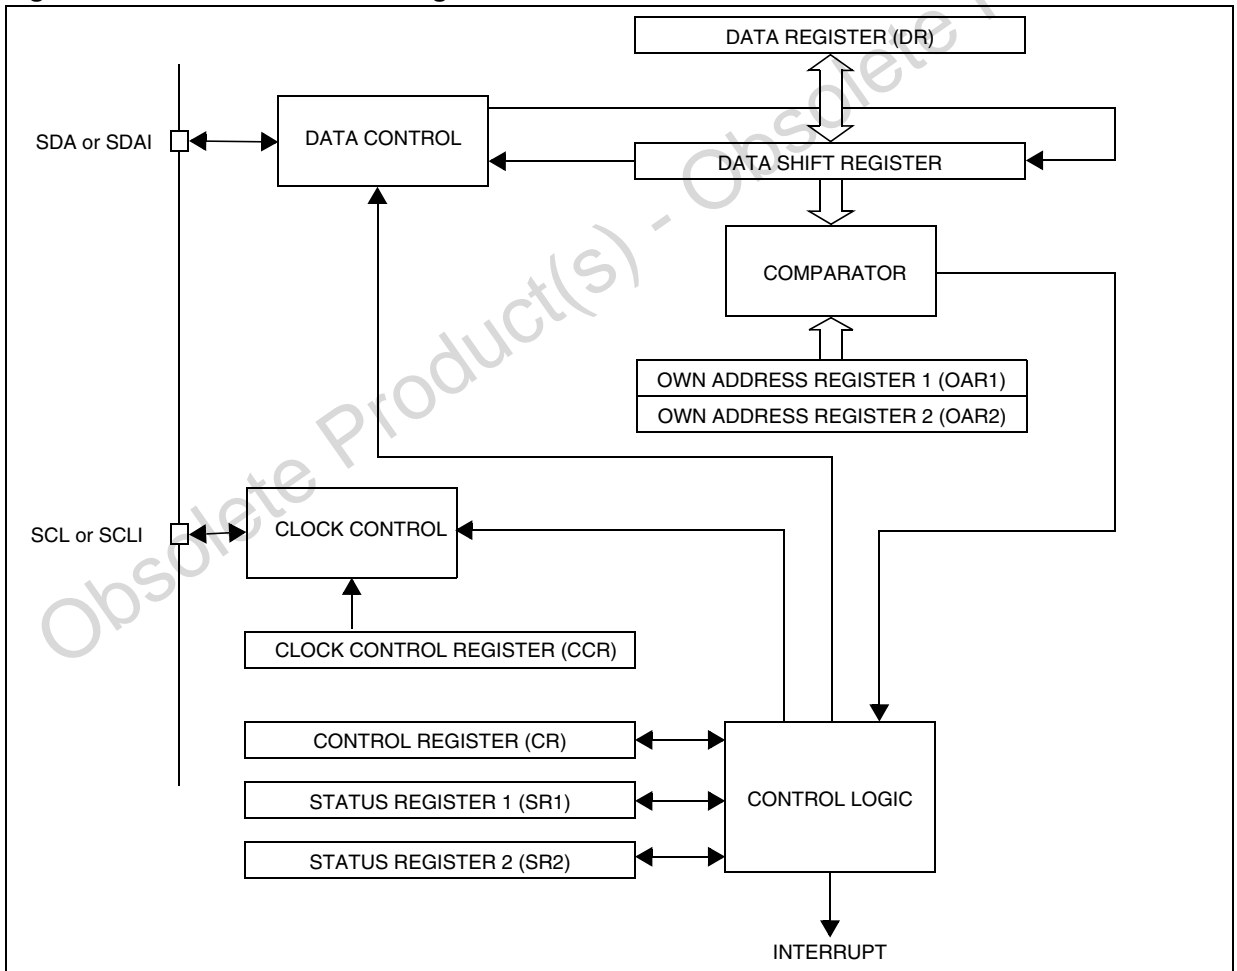 DATA REGISTER (DR)
SDA or SDAI
DATA CONTROL
DATA SHIFT REGISTER
COMPARATOR
OWN ADDRESS REGISTER 1 (OAR1)
OWN ADDRESS REGISTER 2 (OAR2)
SCL or SCLI
CLOCK CONTROL
CLOCK CONTROL REGISTER (CCR)
CONTROL REGISTER (CR)
STATUS REGISTER 1 (SR1)
CONTROL LOGIC
STATUS REGISTER 2 (SR2)
INTERRUPT
Obsolete Product(s) - Obsolete